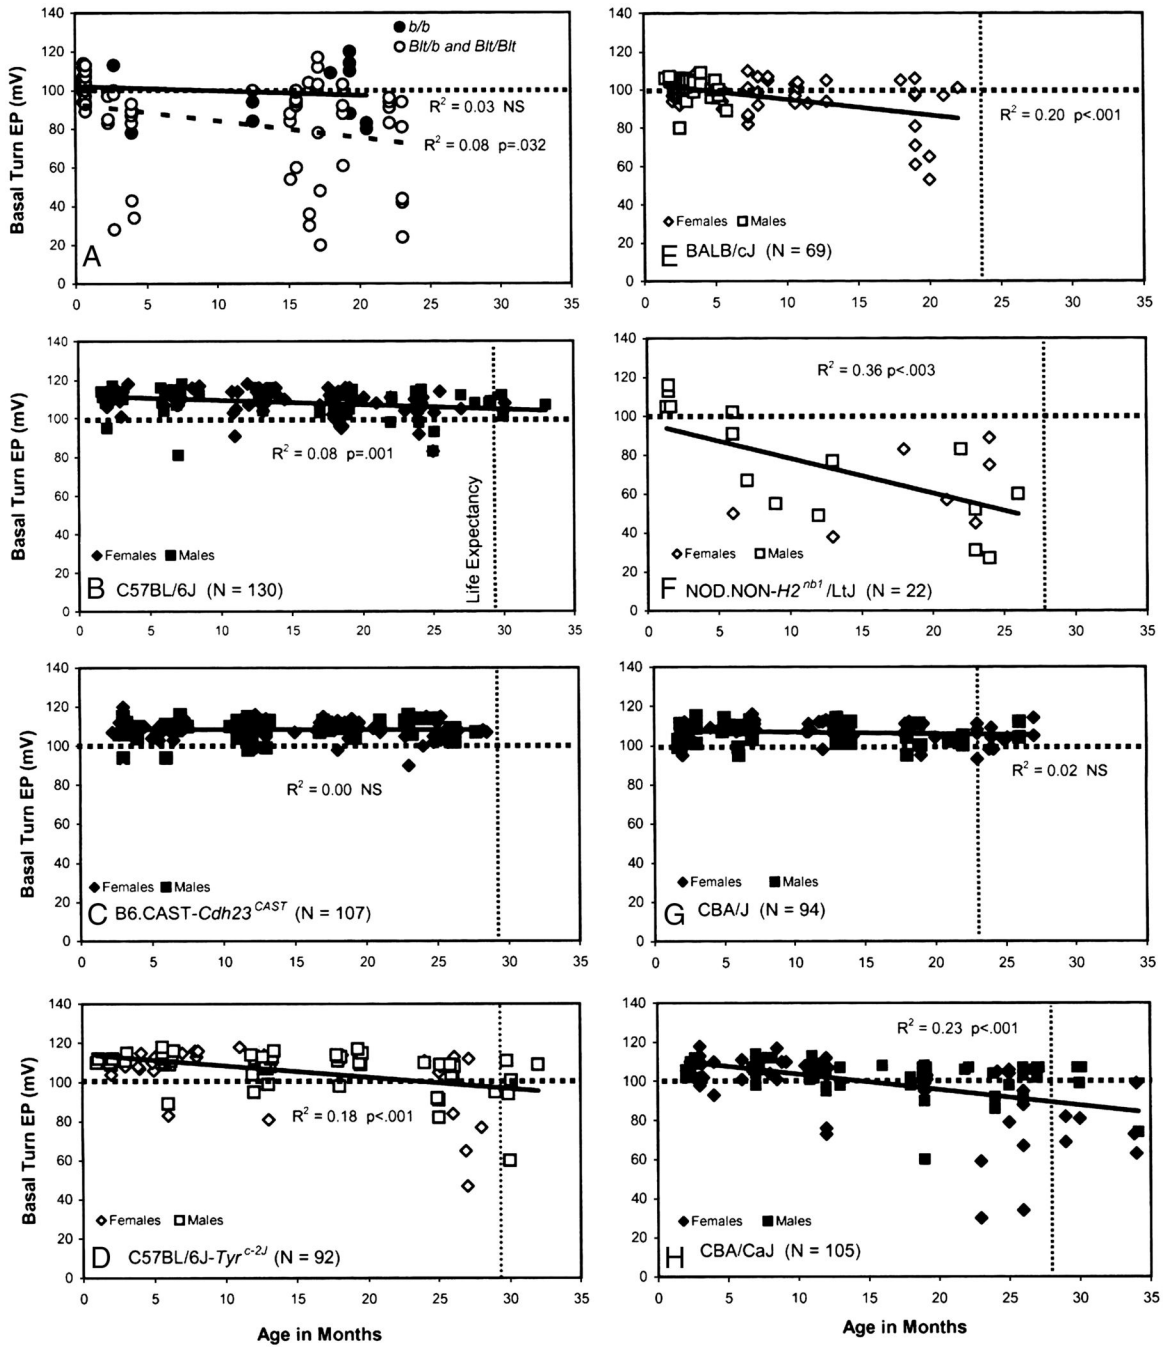 140
120
100
80
60
40
20
0
Basal Turn EP (mV)
b/b
Blt/b and Blt/Blt
R² = 0.03 NS
R² = 0.08 p=.032
A
0 5 10 15 20 25 30 35
140
120
100
80
60
40
20
0
Basal Turn EP (mV)
R² = 0.08 p=.001
Life Expectancy
Females Males
B C57BL/6J (N = 130)
0 5 10 15 20 25 30 35
140
120
100
80
60
40
20
0
Basal Turn EP (mV)
R² = 0.00 NS
Females Males
C B6.CAST-Cdh23^CAST (N = 107)
0 5 10 15 20 25 30 35
140
120
100
80
60
40
20
0
Basal Turn EP (mV)
R² = 0.18 p<.001
Females Males
D C57BL/6J-Tyr^c-2J (N = 92)
0 5 10 15 20 25 30 35
Age in Months
140
120
100
80
60
40
20
0
R² = 0.20 p<.001
Females Males
E BALB/cJ (N = 69)
0 5 10 15 20 25 30 35
140
120
100
80
60
40
20
0
R² = 0.36 p<.003
Females Males
F NOD.NON-H2^nb1/LtJ (N = 22)
0 5 10 15 20 25 30 35
140
120
100
80
60
40
20
0
R² = 0.02 NS
Females Males
G CBA/J (N = 94)
0 5 10 15 20 25 30 35
140
120
100
80
60
40
20
0
R² = 0.23 p<.001
Females Males
H CBA/CaJ (N = 105)
0 5 10 15 20 25 30 35
Age in Months